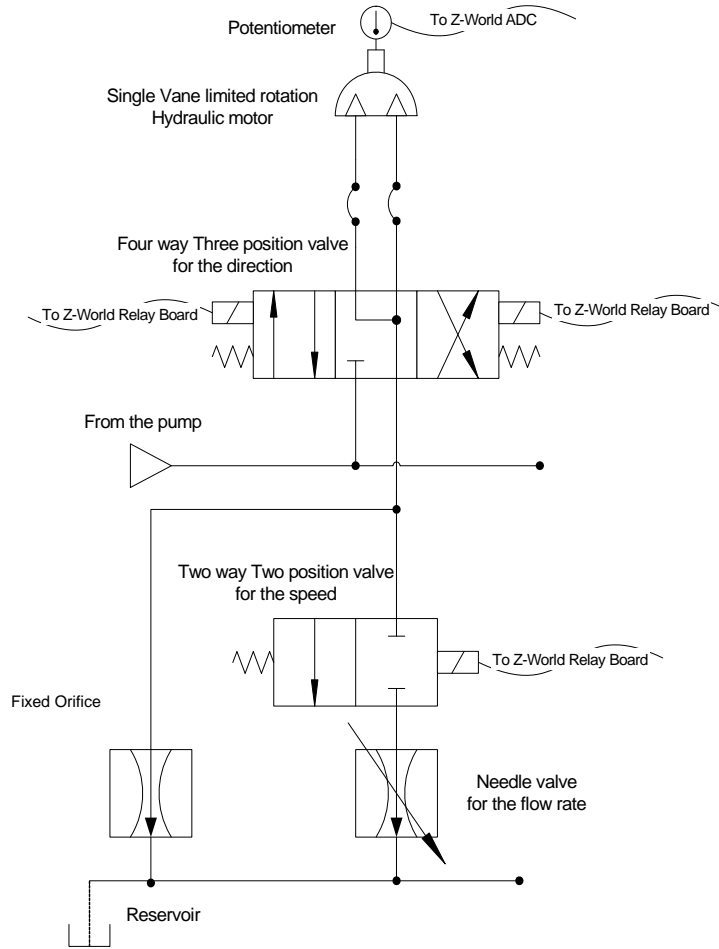 Potentiometer
To Z-World ADC
Single Vane limited rotation
Hydraulic motor
Four way Three position valve
for the direction
To Z-World Relay Board
To Z-World Relay Board
From the pump
Two way Two position valve
for the speed
To Z-World Relay Board
Fixed Orifice
Needle valve
for the flow rate
Reservoir